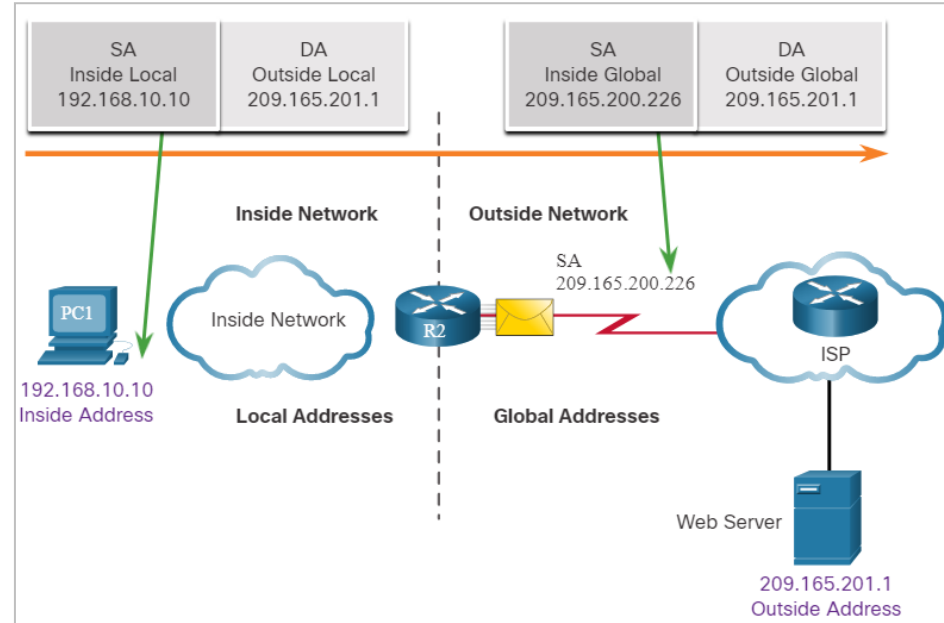 SA
Inside Local
192.168.10.10
DA
Outside Local
209.165.201.1
SA
Inside Global
209.165.200.226
DA
Outside Global
209.165.201.1
Inside Network
Outside Network
SA
209.165.200.226
PC1
Inside Network
R2
ISP
192.168.10.10
Inside Address
Local Addresses
Global Addresses
Web Server
209.165.201.1
Outside Address